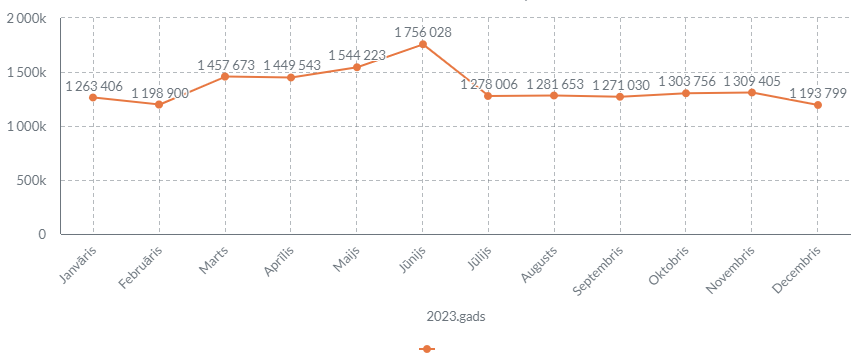 2 000k
1 500k
1 000k
500k
0
1 263 406
1 198 900
1 457 673
1 449 543
1 544 223
1 756 028
1 278 006
1 281 653
1 271 030
1 303 756
1 309 405
1 193 799
Janvāris
Februāris
Marts
Aprīlis
Maijs
Jūnijs
Jūlijs
Augusts
Septembris
Oktobris
Novembris
Decembris
2023.gads